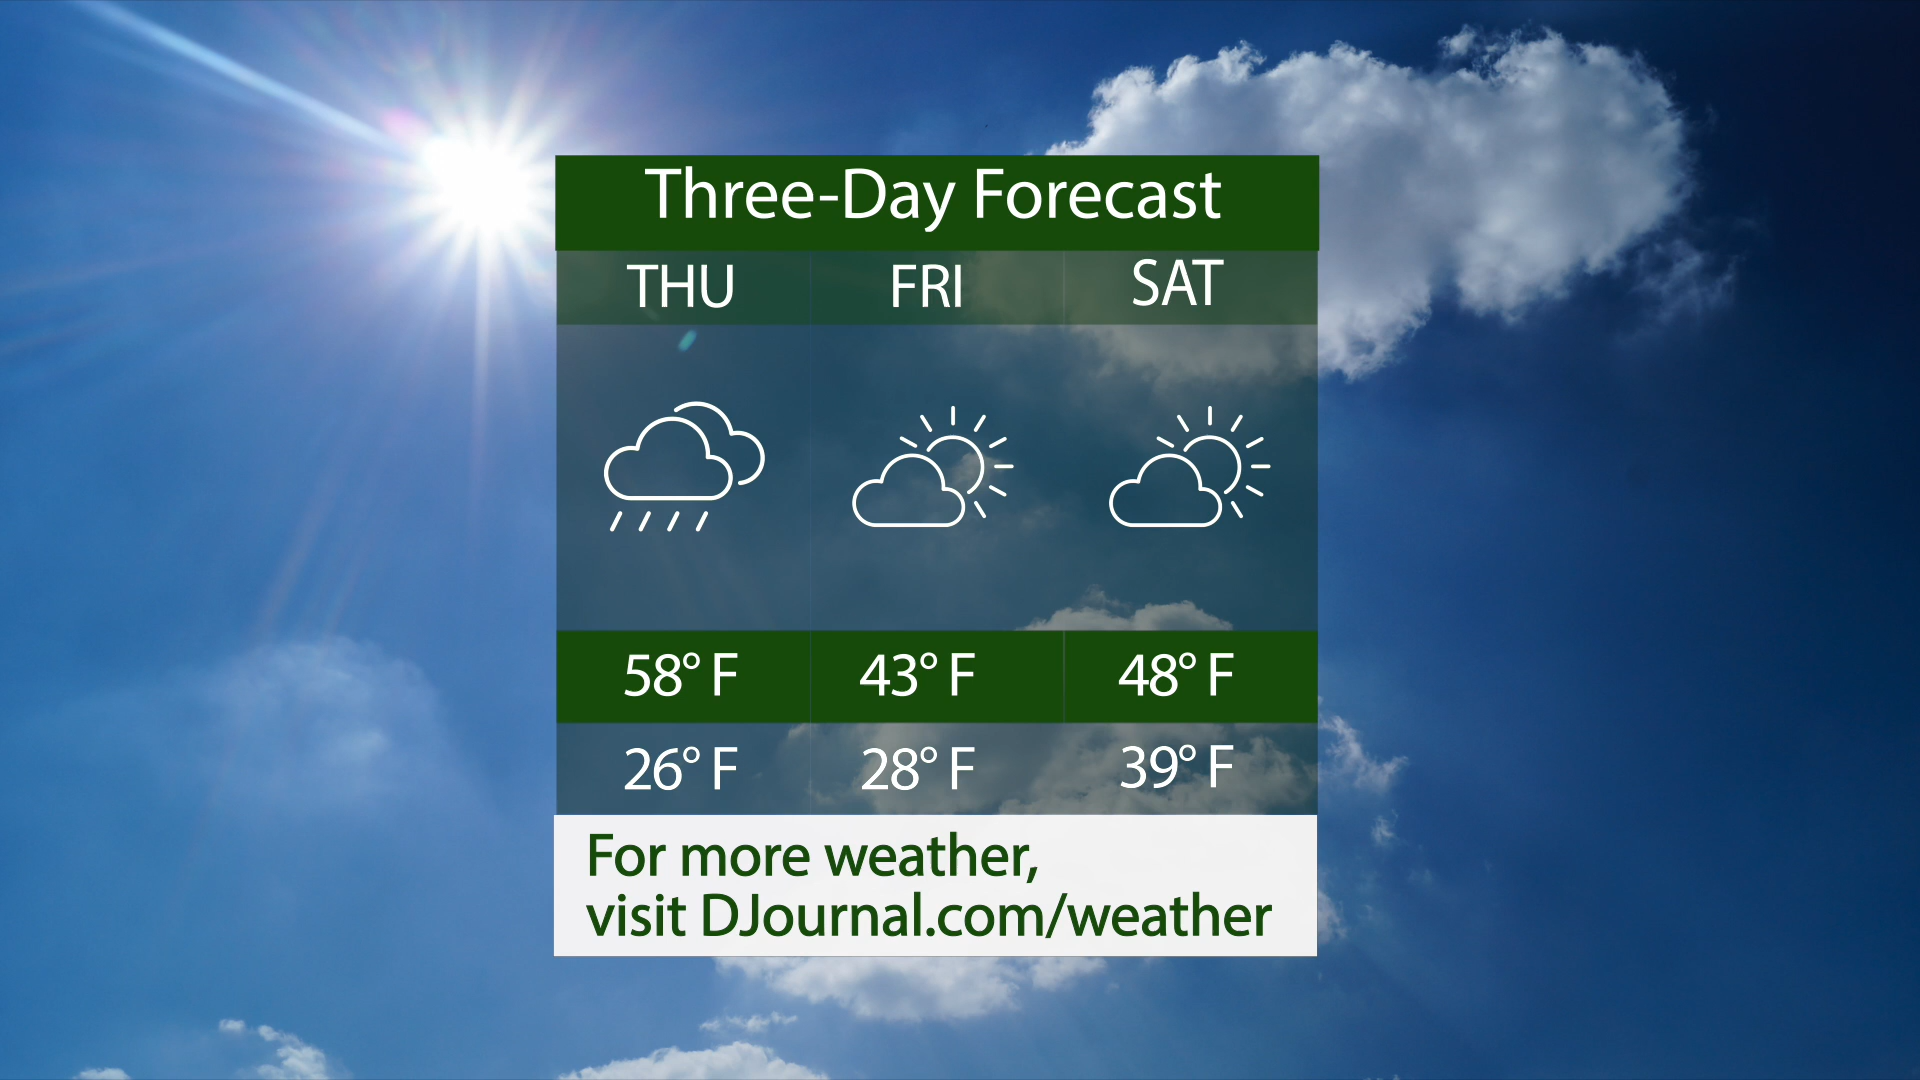 Three-Day Forecast
THU FRI SAT
58° F 43° F 48° F
26° F 28° F 39° F
For more weather,
visit DJournal.com/weather